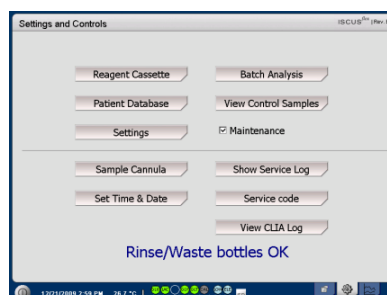 Settings and Controls
ISCUS
Reagent Cassette
Batch Analysis
Patient Database
View Control Samples
Settings
Maintenance
Sample Cannula
Show Service Log
Set Time & Date
Service code
View CLIA Log
Rinse/Waste bottles OK
12/21/2009 2:59 PM 26.7 °C